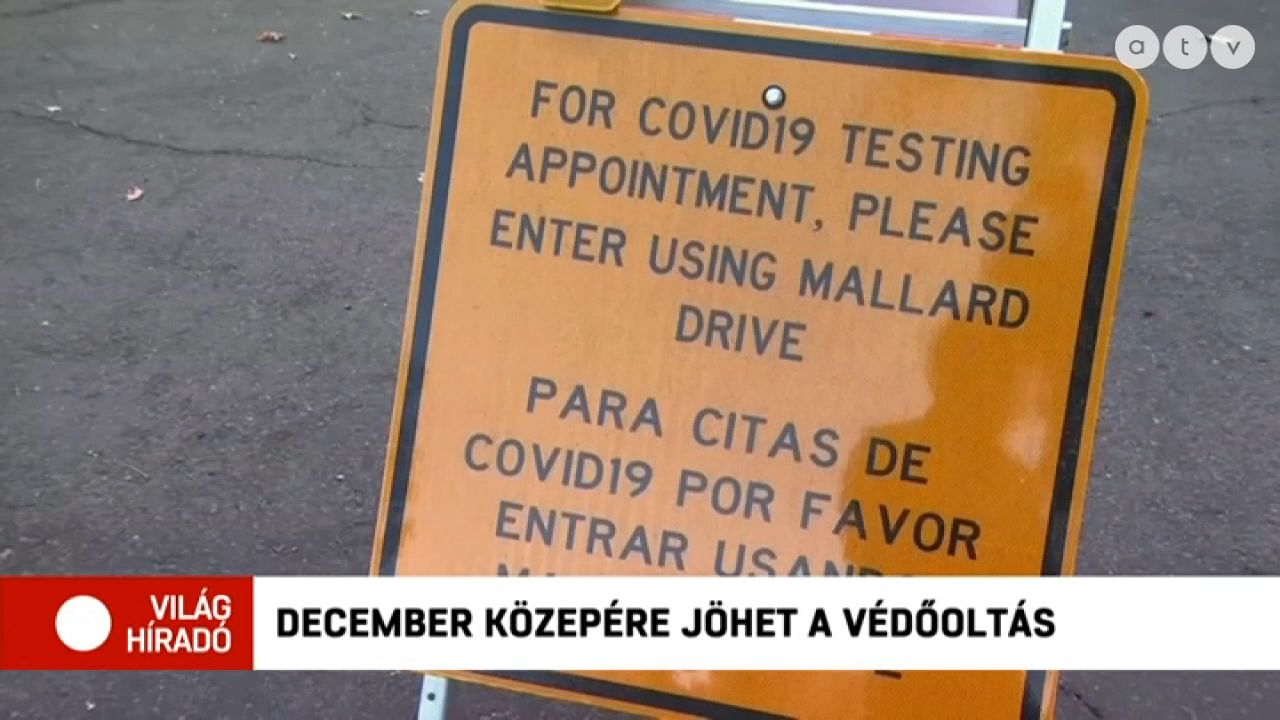 atv
FOR COVID19 TESTING
APPOINTMENT, PLEASE
ENTER USING MALLARD
DRIVE
PARA CITAS DE
COVID19 POR FAVOR
ENTRAR
VILÁG
HÍRADÓ
DECEMBER KÖZEPÉRE JÖHET A VÉDŐOLTÁS